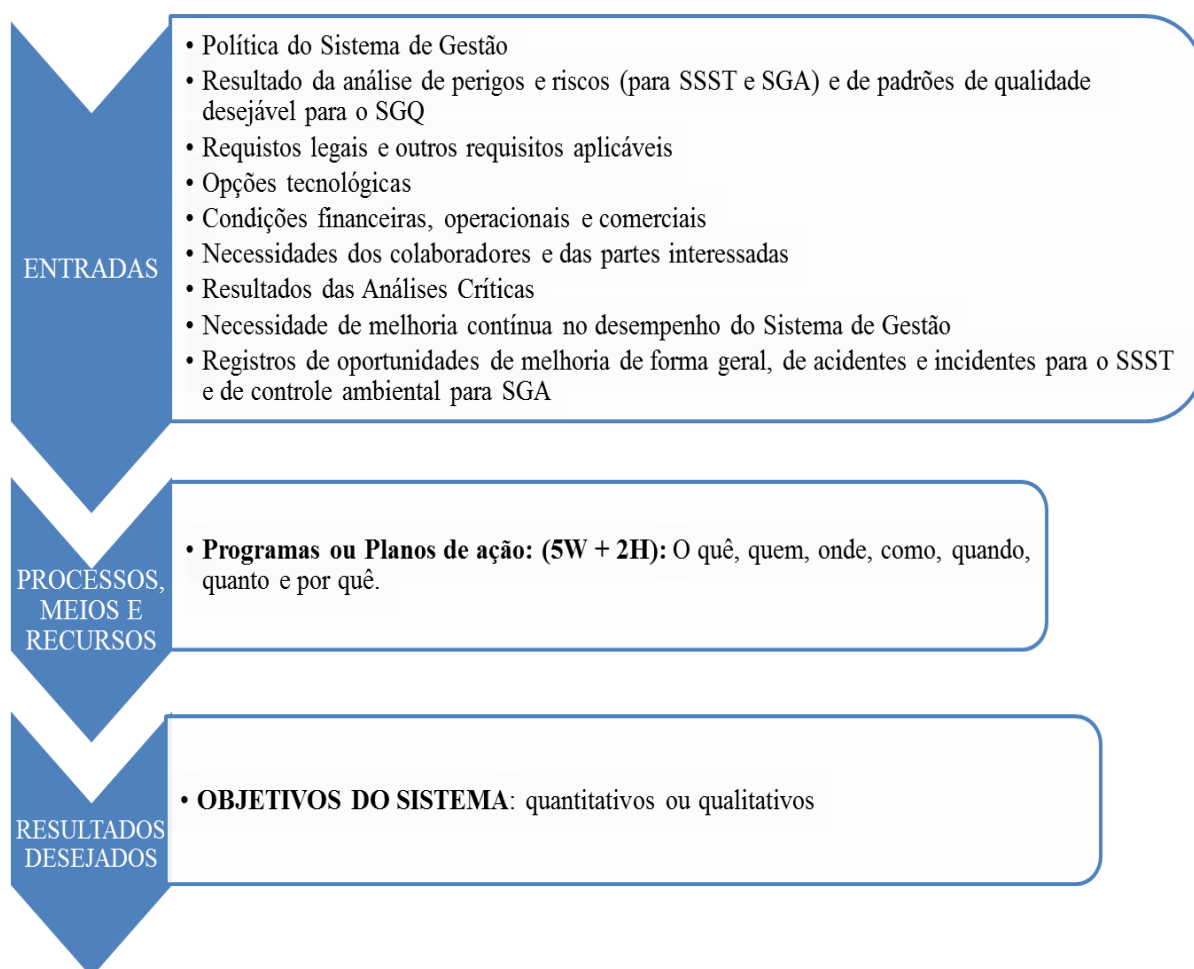 ENTRADAS
• Política do Sistema de Gestão
• Resultado da análise de perigos e riscos (para SSST e SGA) e de padrões de qualidade
desejável para o SGQ
• Requistos legais e outros requisitos aplicáveis
• Opções tecnológicas
• Condições financeiras, operacionais e comerciais
• Necessidades dos colaboradores e das partes interessadas
• Resultados das Análises Críticas
• Necessidade de melhoria contínua no desempenho do Sistema de Gestão
• Registros de oportunidades de melhoria de forma geral, de acidentes e incidentes para o SSST
e de controle ambiental para SGA
PROCESSOS,
MEIOS E
RECURSOS
• Programas ou Planos de ação: (5W + 2H): O quê, quem, onde, como, quando,
quanto e por quê.
RESULTADOS
DESEJADOS
• OBJETIVOS DO SISTEMA: quantitativos ou qualitativos